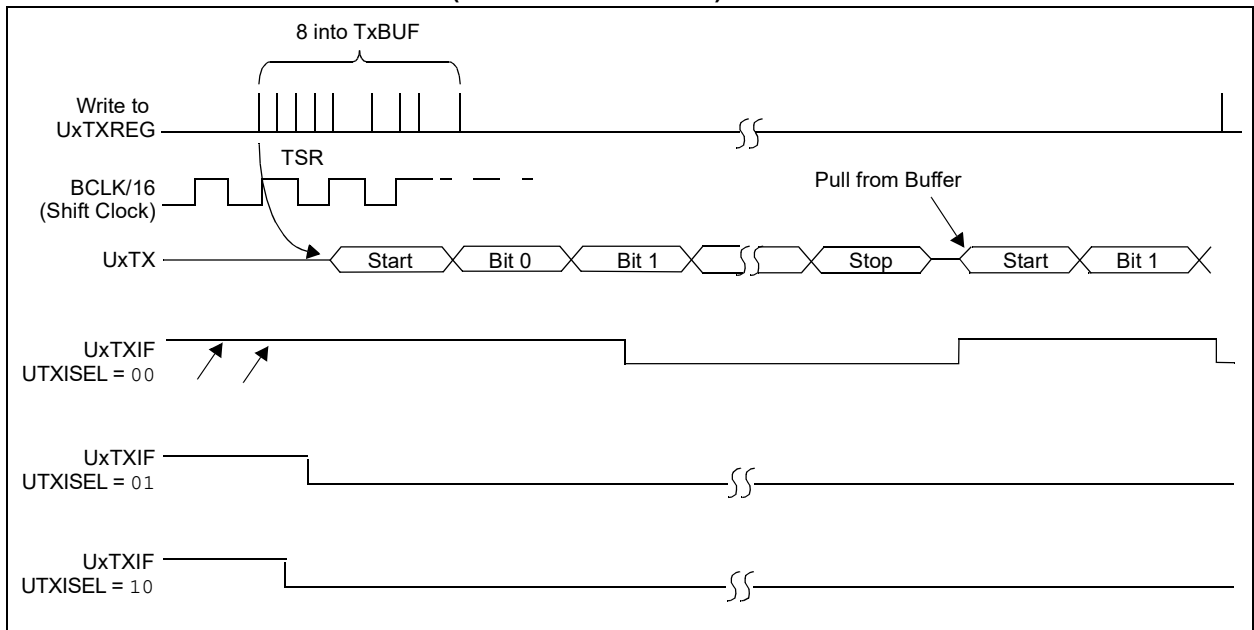 8 into TxBUF
Write to
UxTXREG
TSR
BCLK/16
(Shift Clock)
Pull from Buffer
UxTX
Start
Bit 0
Bit 1
Stop
Start
Bit 1
UxTXIF
UTXISEL = 00
UxTXIF
UTXISEL = 01
UxTXIF
UTXISEL = 10